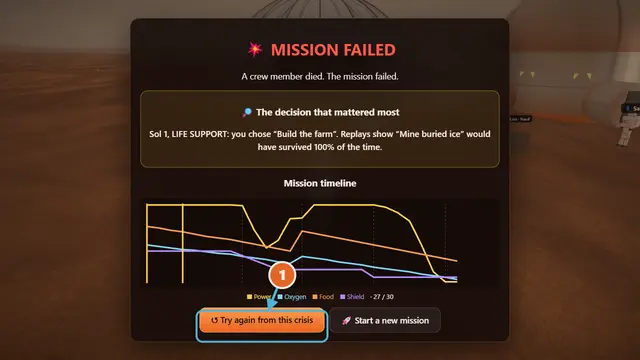 MISSION FAILED
A crew member died. The mission failed.
The decision that mattered most
Sol 1, LIFE SUPPORT: you chose “Build the farm”. Replays show “Mine buried ice” would
have survived 100% of the time.
Mission timeline
1
Power Oxygen Food Shield · 27 / 30
↺ Try again from this crisis
Start a new mission